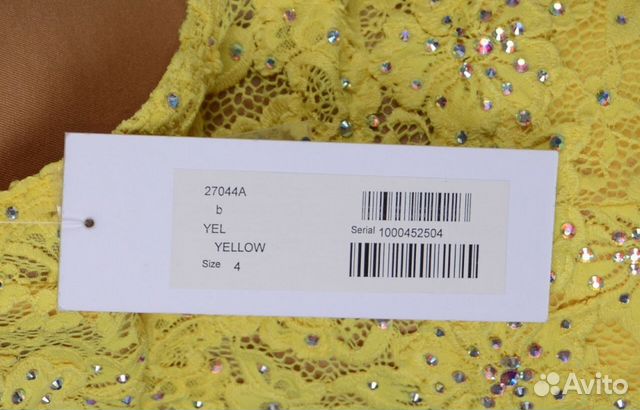 27044A
b
YEL
YELLOW
Size 4
Serial 1000452504
Avito